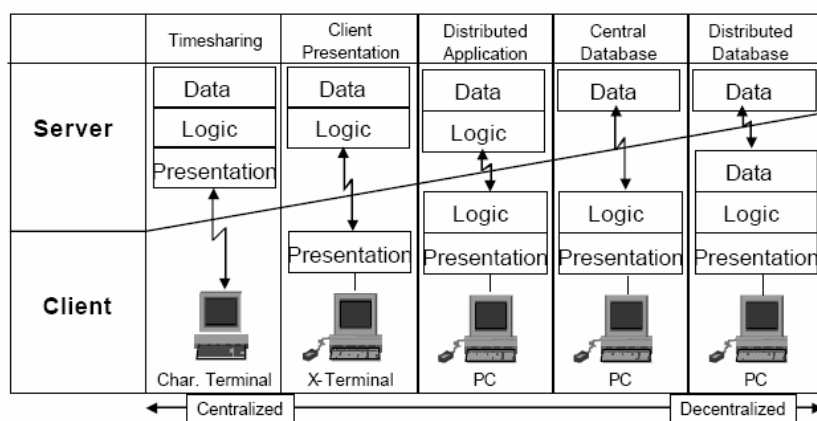 Timesharing
Client
Presentation
Distributed
Application
Central
Database
Distributed
Database
Server
Data
Logic
Presentation
Data
Logic
Data
Logic
Data
Data
Client
Presentation
Logic
Presentation
Logic
Presentation
Data
Logic
Presentation
Char. Terminal
X-Terminal
PC
PC
PC
Centralized
Decentralized